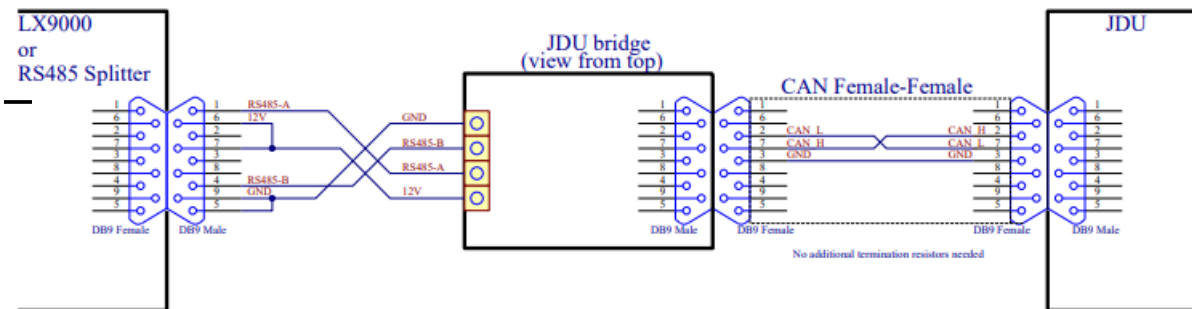 LX9000
or
RS485 Splitter
JDU bridge
(view from top)
JDU
CAN Female-Female
1
6
2
7
3
8
4
9
5
DB9 Female
1
6
2
7
3
8
4
9
5
DB9 Male
RS485-A
12V
RS485-B
GND
GND
RS485-B
RS485-A
12V
1
6
2
7
3
8
4
9
5
DB9 Male
1
6
2
7
3
8
4
9
5
DB9 Female
CAN_L
CAN_H
GND
CAN_H
CAN_L
GND
1
6
2
7
3
8
4
9
5
DB9 Female
1
6
2
7
3
8
4
9
5
DB9 Male
No additional termination resistors needed